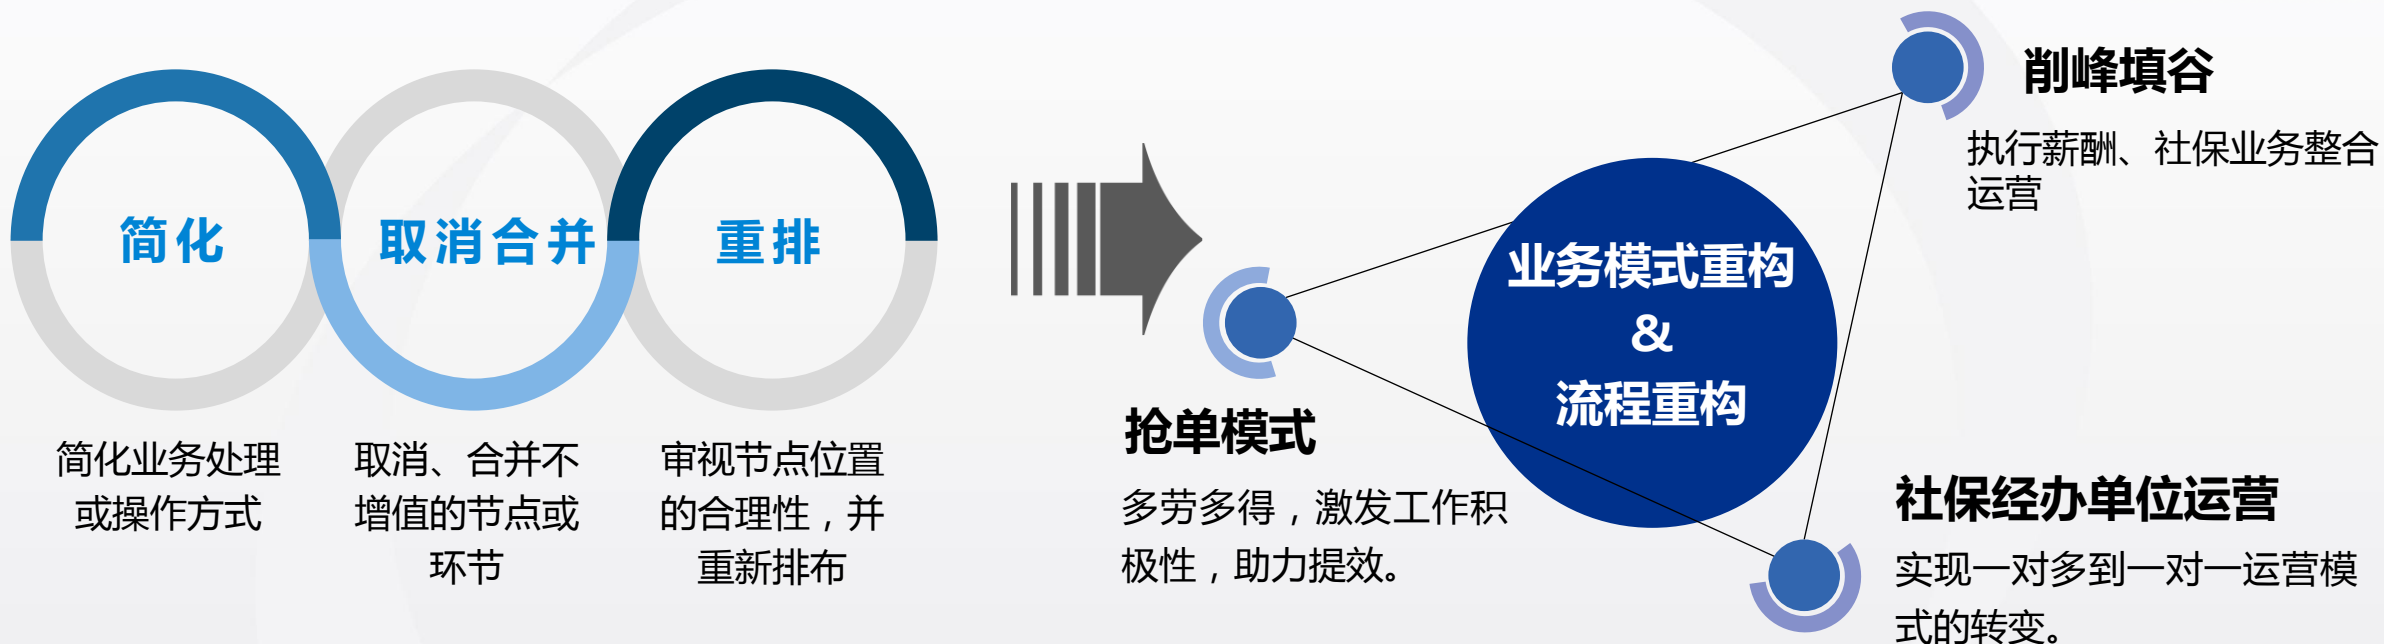 简化
简化业务处理
或操作方式
取消合并
取消、合并不
增值的节点或
环节
重排
审视节点位置
的合理性，并
重新排布
抢单模式
多劳多得，激发工作积
极性，助力提效。
业务模式重构
&
流程重构
削峰填谷
执行薪酬、社保业务整合
运营
社保经办单位运营
实现一对多到一对一运营模
式的转变。